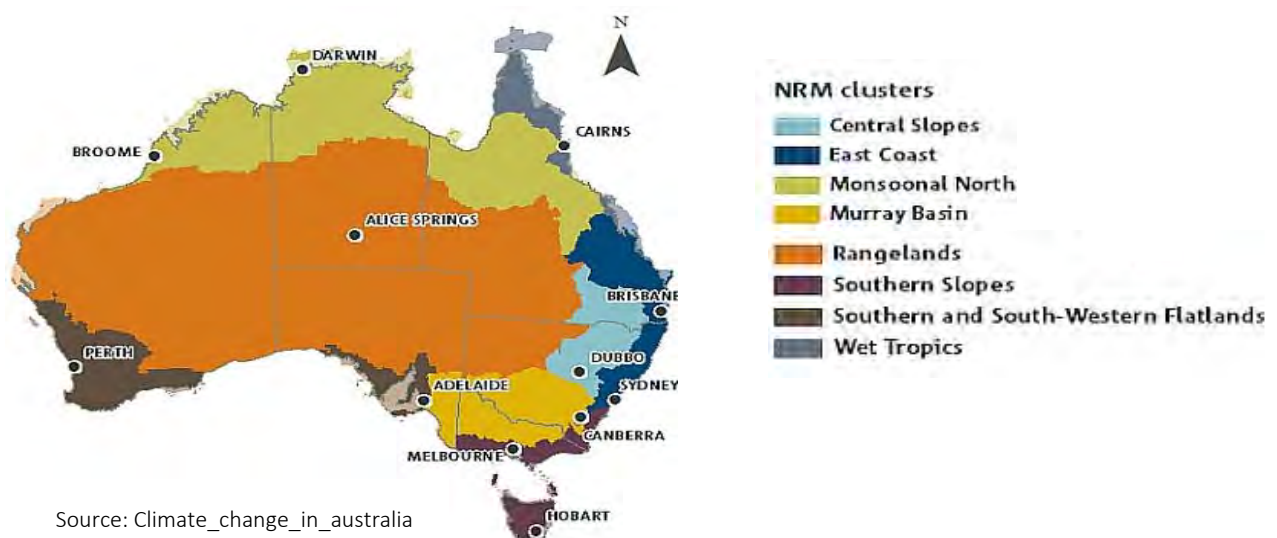 N
DARWIN
CAIRNS
BROOME
ALICE SPRINGS
BRISBANE
PERTH
DUBBO
ADELAIDE
SYDNEY
CANBERRA
MELBOURNE
HOBART
Source: Climate_change_in_australia
NRM clusters
Central Slopes
East Coast
Monsoonal North
Murray Basin
Rangelands
Southern Slopes
Southern and South-Western Flatlands
Wet Tropics